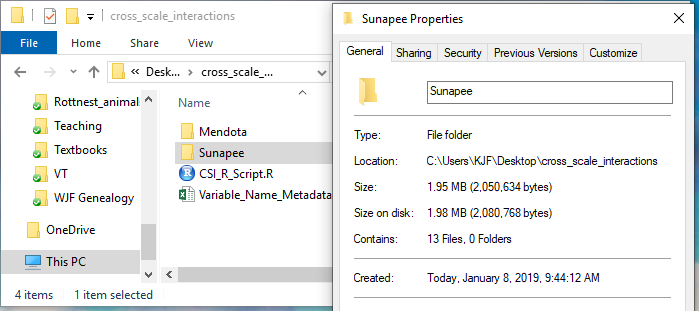 cross_scale_interactions
File Home Share View
Desk... cross_scale_...
Rottnest_anima
Teaching
Textbooks
VT
WJF Genealogy
OneDrive
This PC
Name
Mendota
Sunapee
CSI_R_Script.R
Variable_Name_Metadata
4 items 1 item selected
Sunapee Properties
General Sharing Security Previous Versions Customize
Sunapee
Type: File folder
Location: C:\Users\KJF\Desktop\cross_scale_interactions
Size: 1.95 MB (2,050,634 bytes)
Size on disk: 1.98 MB (2,080,768 bytes)
Contains: 13 Files, 0 Folders
Created: Today, January 8, 2019, 9:44:12 AM